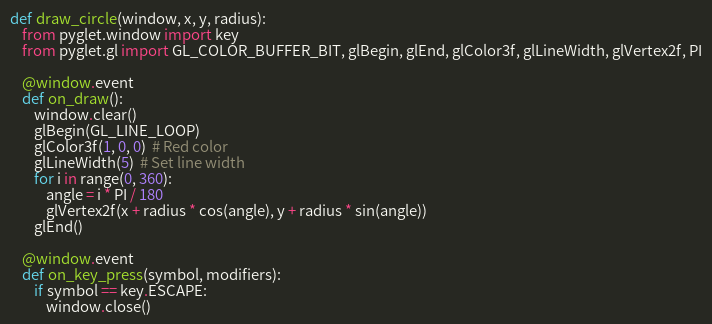 def draw_circle(window, x, y, radius):
    from pyglet.window import key
    from pyglet.gl import GL_COLOR_BUFFER_BIT, glBegin, glEnd, glColor3f, glLineWidth, glVertex2f, PI
    @window.event
    def on_draw():
        window.clear()
        glBegin(GL_LINE_LOOP)
        glColor3f(1, 0, 0)  # Red color
        glLineWidth(5)  # Set line width
        for i in range(0, 360):
            angle = i * PI / 180
            glVertex2f(x + radius * cos(angle), y + radius * sin(angle))
        glEnd()
    @window.event
    def on_key_press(symbol, modifiers):
        if symbol == key.ESCAPE:
            window.close()